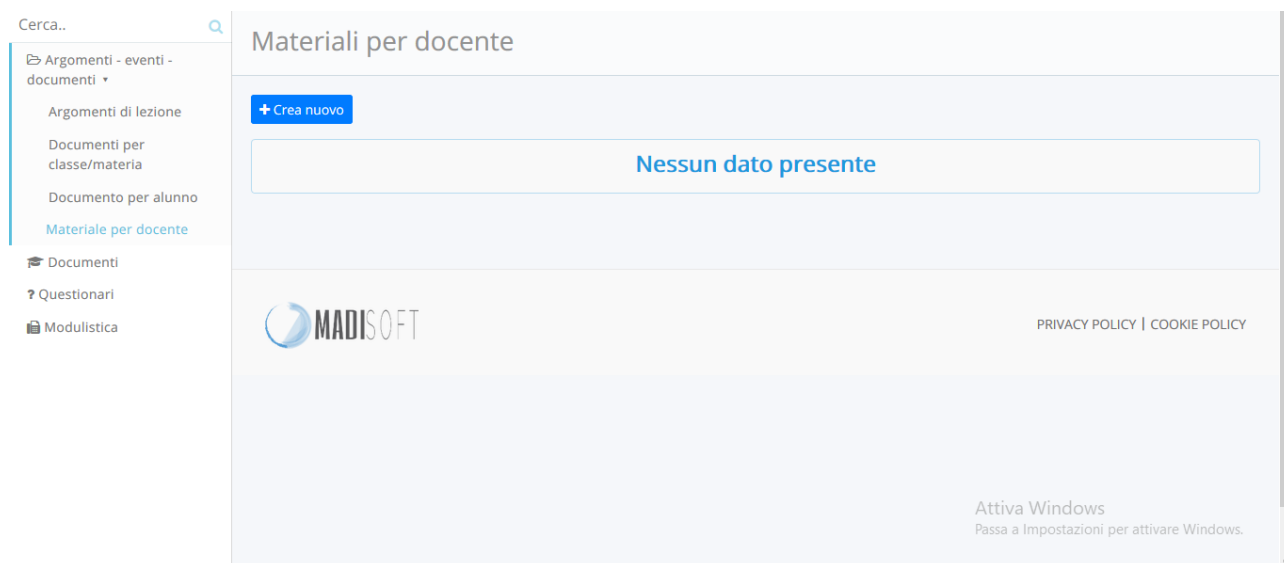 Cerca..
Argomenti - eventi -
documenti
Argomenti di lezione
Documenti per
classe/materia
Documento per alunno
Materiale per docente
Documenti
? Questionari
Modulistica
Materiali per docente
+ Crea nuovo
Nessun dato presente
MADISOFT
PRIVACY POLICY | COOKIE POLICY
Attiva Windows
Passa a Impostazioni per attivare Windows.